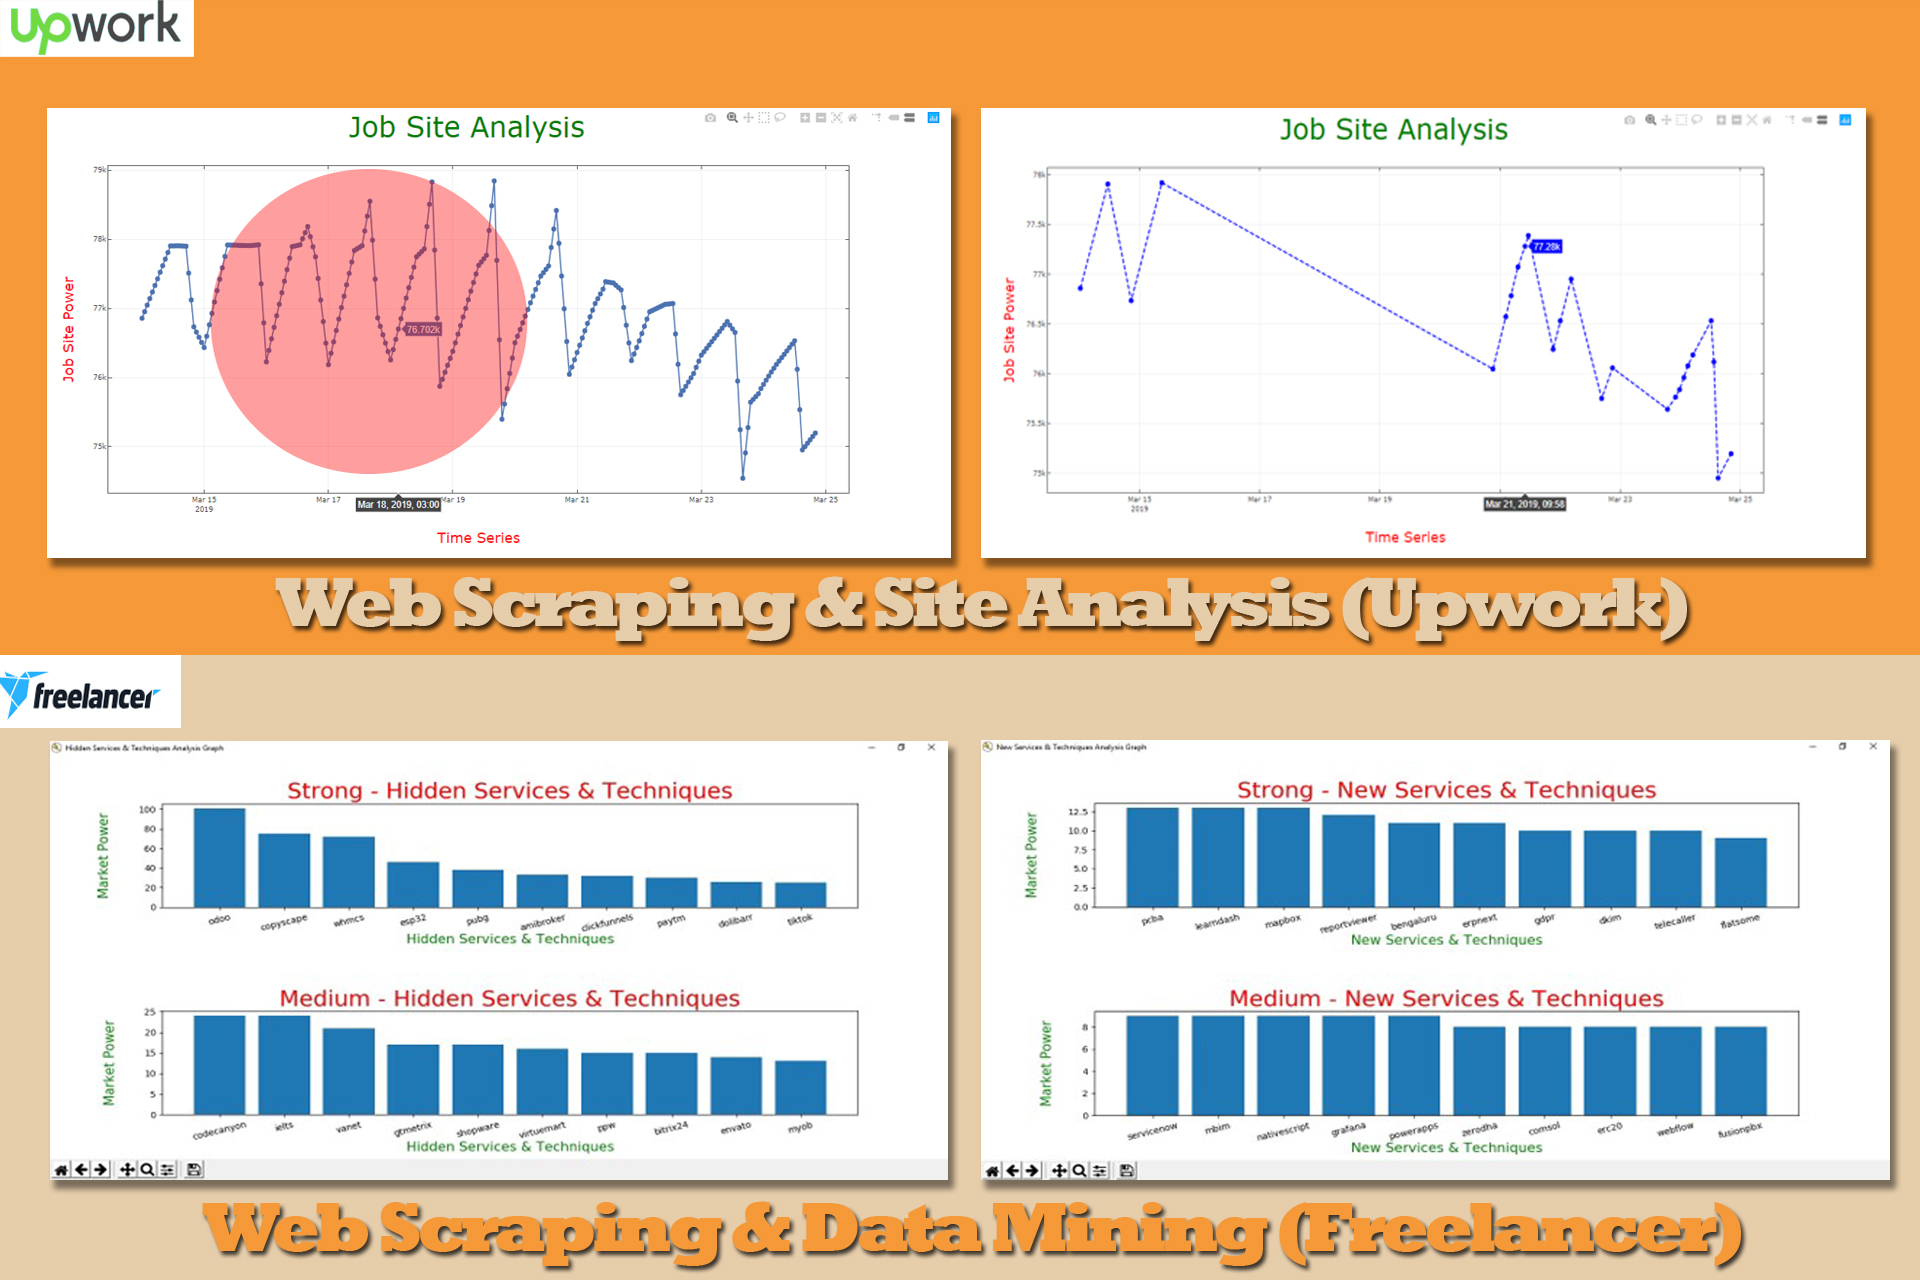 upwork
Job Site Analysis
79k
78k
77k
76k
75k
Job Site Power
76.702k
Mar 15
2019
Mar 17
Mar 18, 2019, 03:00
Mar 19
Mar 21
Mar 23
Mar 25
Time Series
Job Site Analysis
78k
77.5k
77k
76.5k
76k
75.5k
75k
Job Site Power
77.28k
Mar 15
2019
Mar 17
Mar 19
Mar 21, 2019, 09:58
Mar 23
Mar 25
Time Series
Web Scraping & Site Analysis (Upwork)
freelancer
Hidden Services & Techniques Analysis Graph
Strong - Hidden Services & Techniques
Market Power
100
80
60
40
20
0
odoo copyscape whmcs esp32 pubg amibroker clickfunnels paytm dolibarr tiktok
Hidden Services & Techniques
Medium - Hidden Services & Techniques
Market Power
25
20
15
10
5
0
codecanyon ielts vanet gtmetrix shopware virtuemart ppw bitrix24 envato myob
Hidden Services & Techniques
New Services & Techniques Analysis Graph
Strong - New Services & Techniques
Market Power
12.5
10.0
7.5
5.0
2.5
0.0
pcba learndash mapbox reportviewer bengaluru erpnext gdpr dkim telecaller flatsome
New Services & Techniques
Medium - New Services & Techniques
Market Power
8
6
4
2
0
servicenow mbim nativescript grafana powerapps zerodha comsol erc20 webflow fusionpbx
New Services & Techniques
Web Scraping & Data Mining (Freelancer)